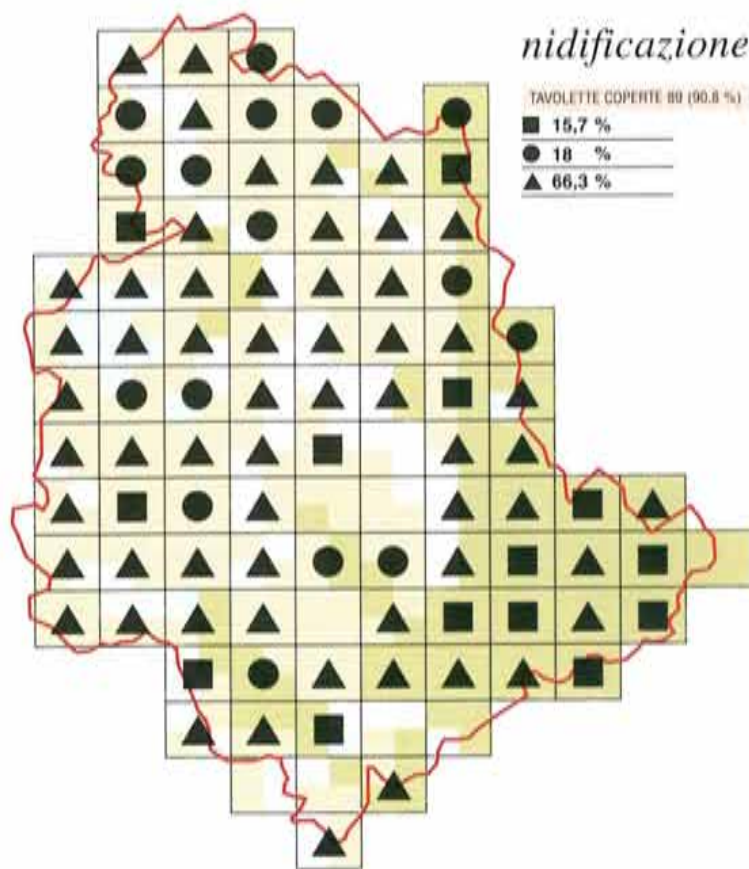 nidificazione
TAVOLETTE COPERTE 89 (90.8 %)
■ 15,7 %
● 18 %
▲ 66,3 %